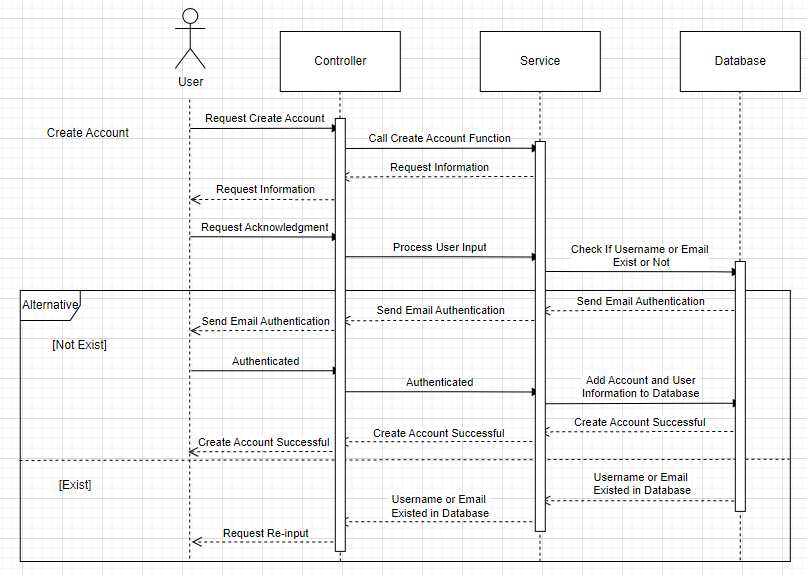 User
Controller
Service
Database
Create Account
Request Create Account
Call Create Account Function
Request Information
Request Information
Request Acknowledgment
Process User Input
Check If Username or Email
Exist or Not
Alternative
Send Email Authentication
Send Email Authentication
Send Email Authentication
[Not Exist]
Authenticated
Authenticated
Add Account and User
Information to Database
Create Account Successful
Create Account Successful
Create Account Successful
[Exist]
Username or Email
Existed in Database
Username or Email
Existed in Database
Request Re-input